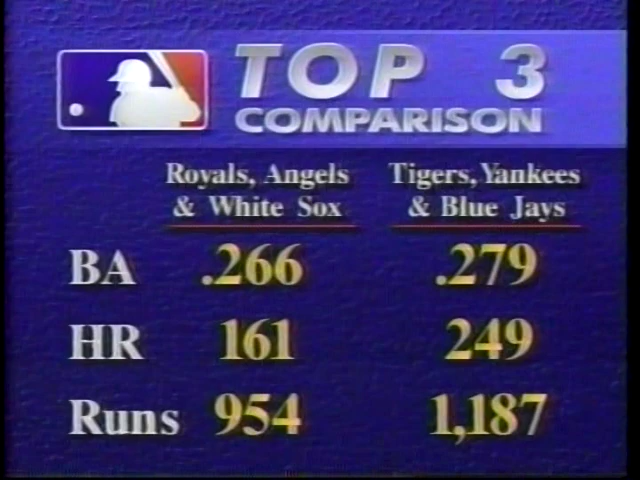 TOP 3
COMPARISON
Royals, Angels Tigers, Yankees
& White Sox & Blue Jays
BA .266 .279
HR 161 249
Runs 954 1,187